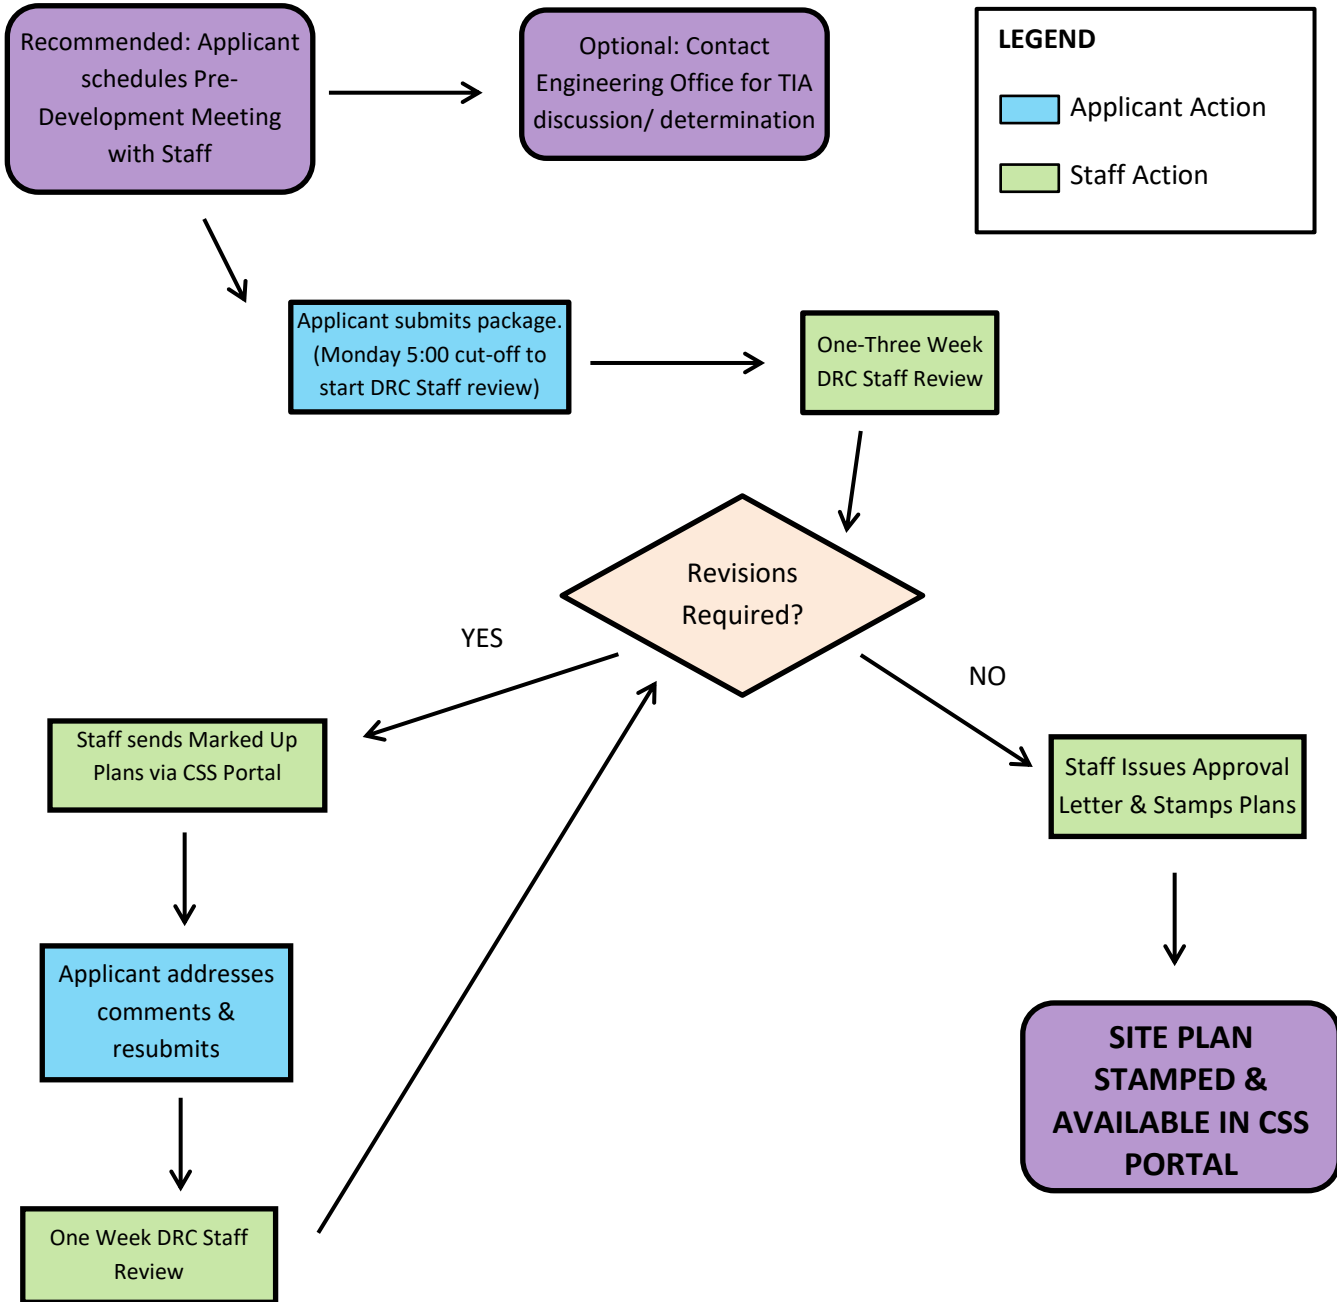 Recommended: Applicant
schedules Pre-
Development Meeting
with Staff
Optional: Contact
Engineering Office for TIA
discussion/ determination
LEGEND
Applicant Action
Staff Action
Applicant submits package.
(Monday 5:00 cut-off to
start DRC Staff review)
One-Three Week
DRC Staff Review
Revisions
Required?
YES
NO
Staff sends Marked Up
Plans via CSS Portal
Staff Issues Approval
Letter & Stamps Plans
Applicant addresses
comments &
resubmits
SITE PLAN
STAMPED &
AVAILABLE IN CSS
PORTAL
One Week DRC Staff
Review